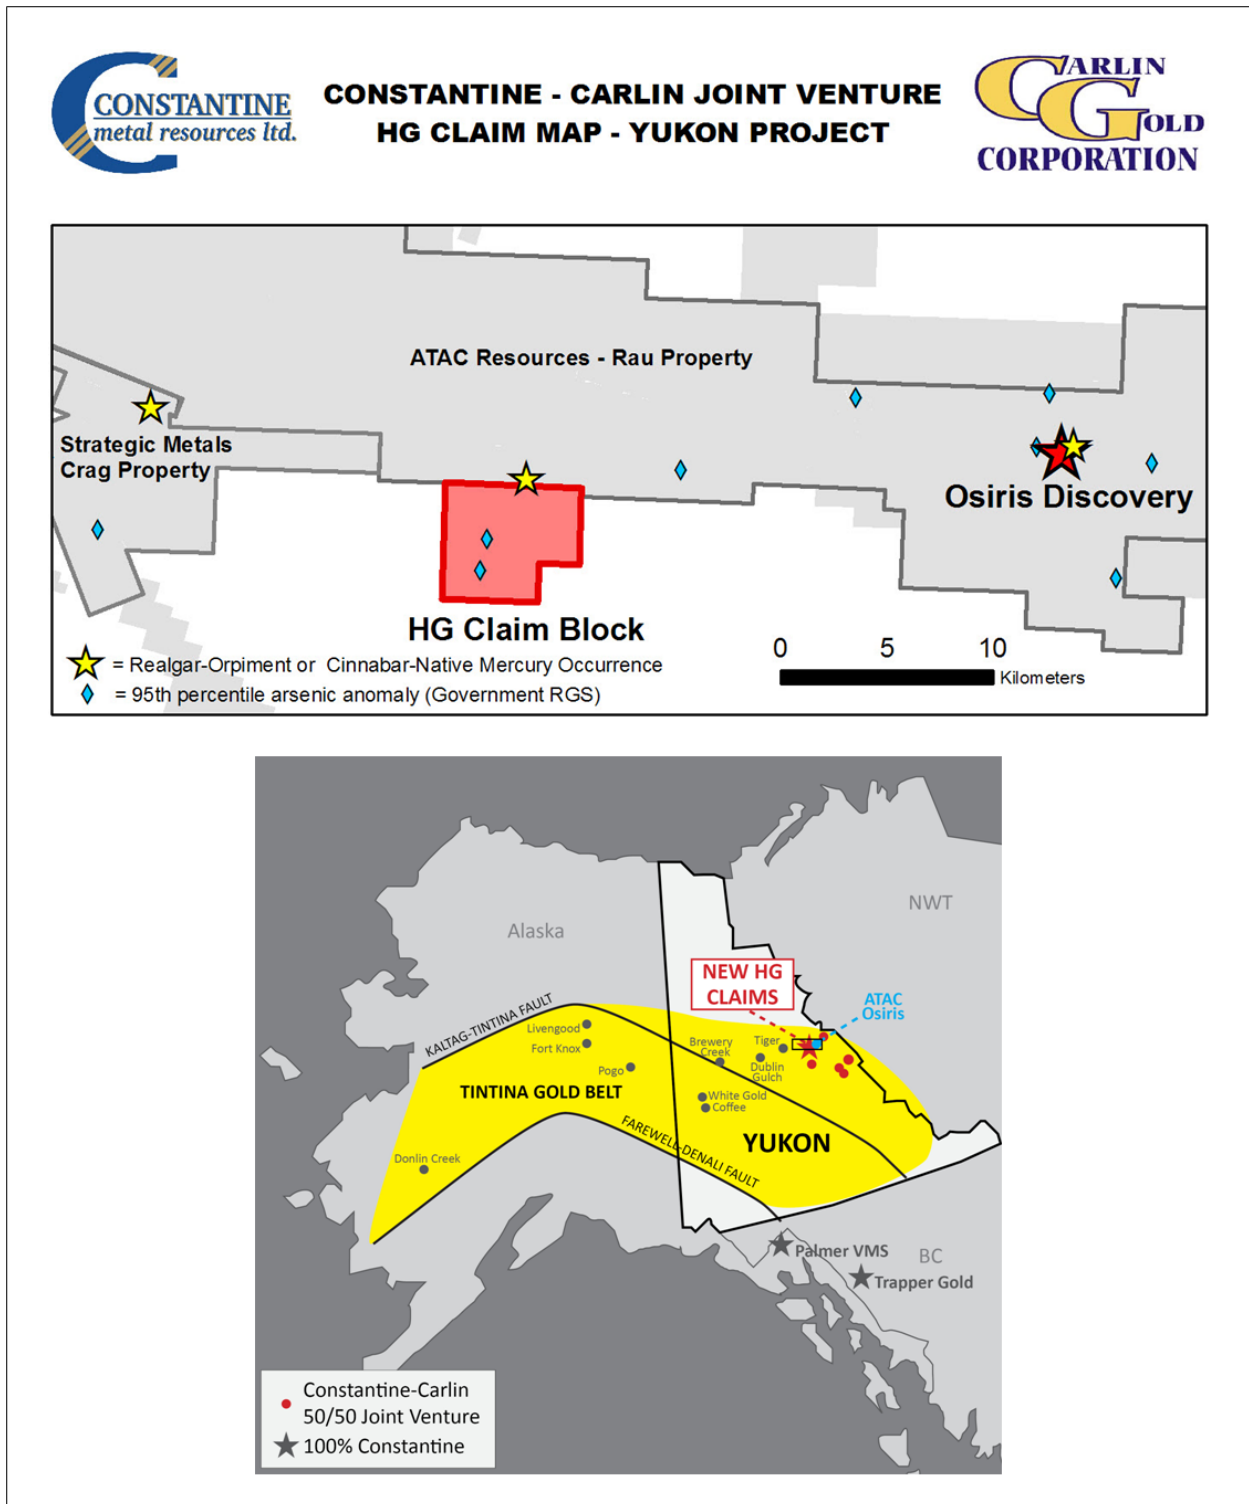 CONSTANTINE
metal resources ltd.
CONSTANTINE - CARLIN JOINT VENTURE
HG CLAIM MAP - YUKON PROJECT
CARLIN
GOLD
CORPORATION
ATAC Resources - Rau Property
Strategic Metals
Crag Property
Osiris Discovery
HG Claim Block
= Realgar-Orpiment or Cinnabar-Native Mercury Occurrence
= 95th percentile arsenic anomaly (Government RGS)
0 5 10
Kilometers
NWT
Alaska
NEW HG
CLAIMS
ATAC
Osiris
KALTAG-TINTINA FAULT
Livengood
Fort Knox
Pogo
Brewery
Creek
Tiger
Dublin
Gulch
TINTINA GOLD BELT
White Gold
Coffee
FAREWELL-DENALI FAULT
YUKON
Donlin Creek
Palmer VMS
BC
Trapper Gold
Constantine-Carlin
50/50 Joint Venture
100% Constantine